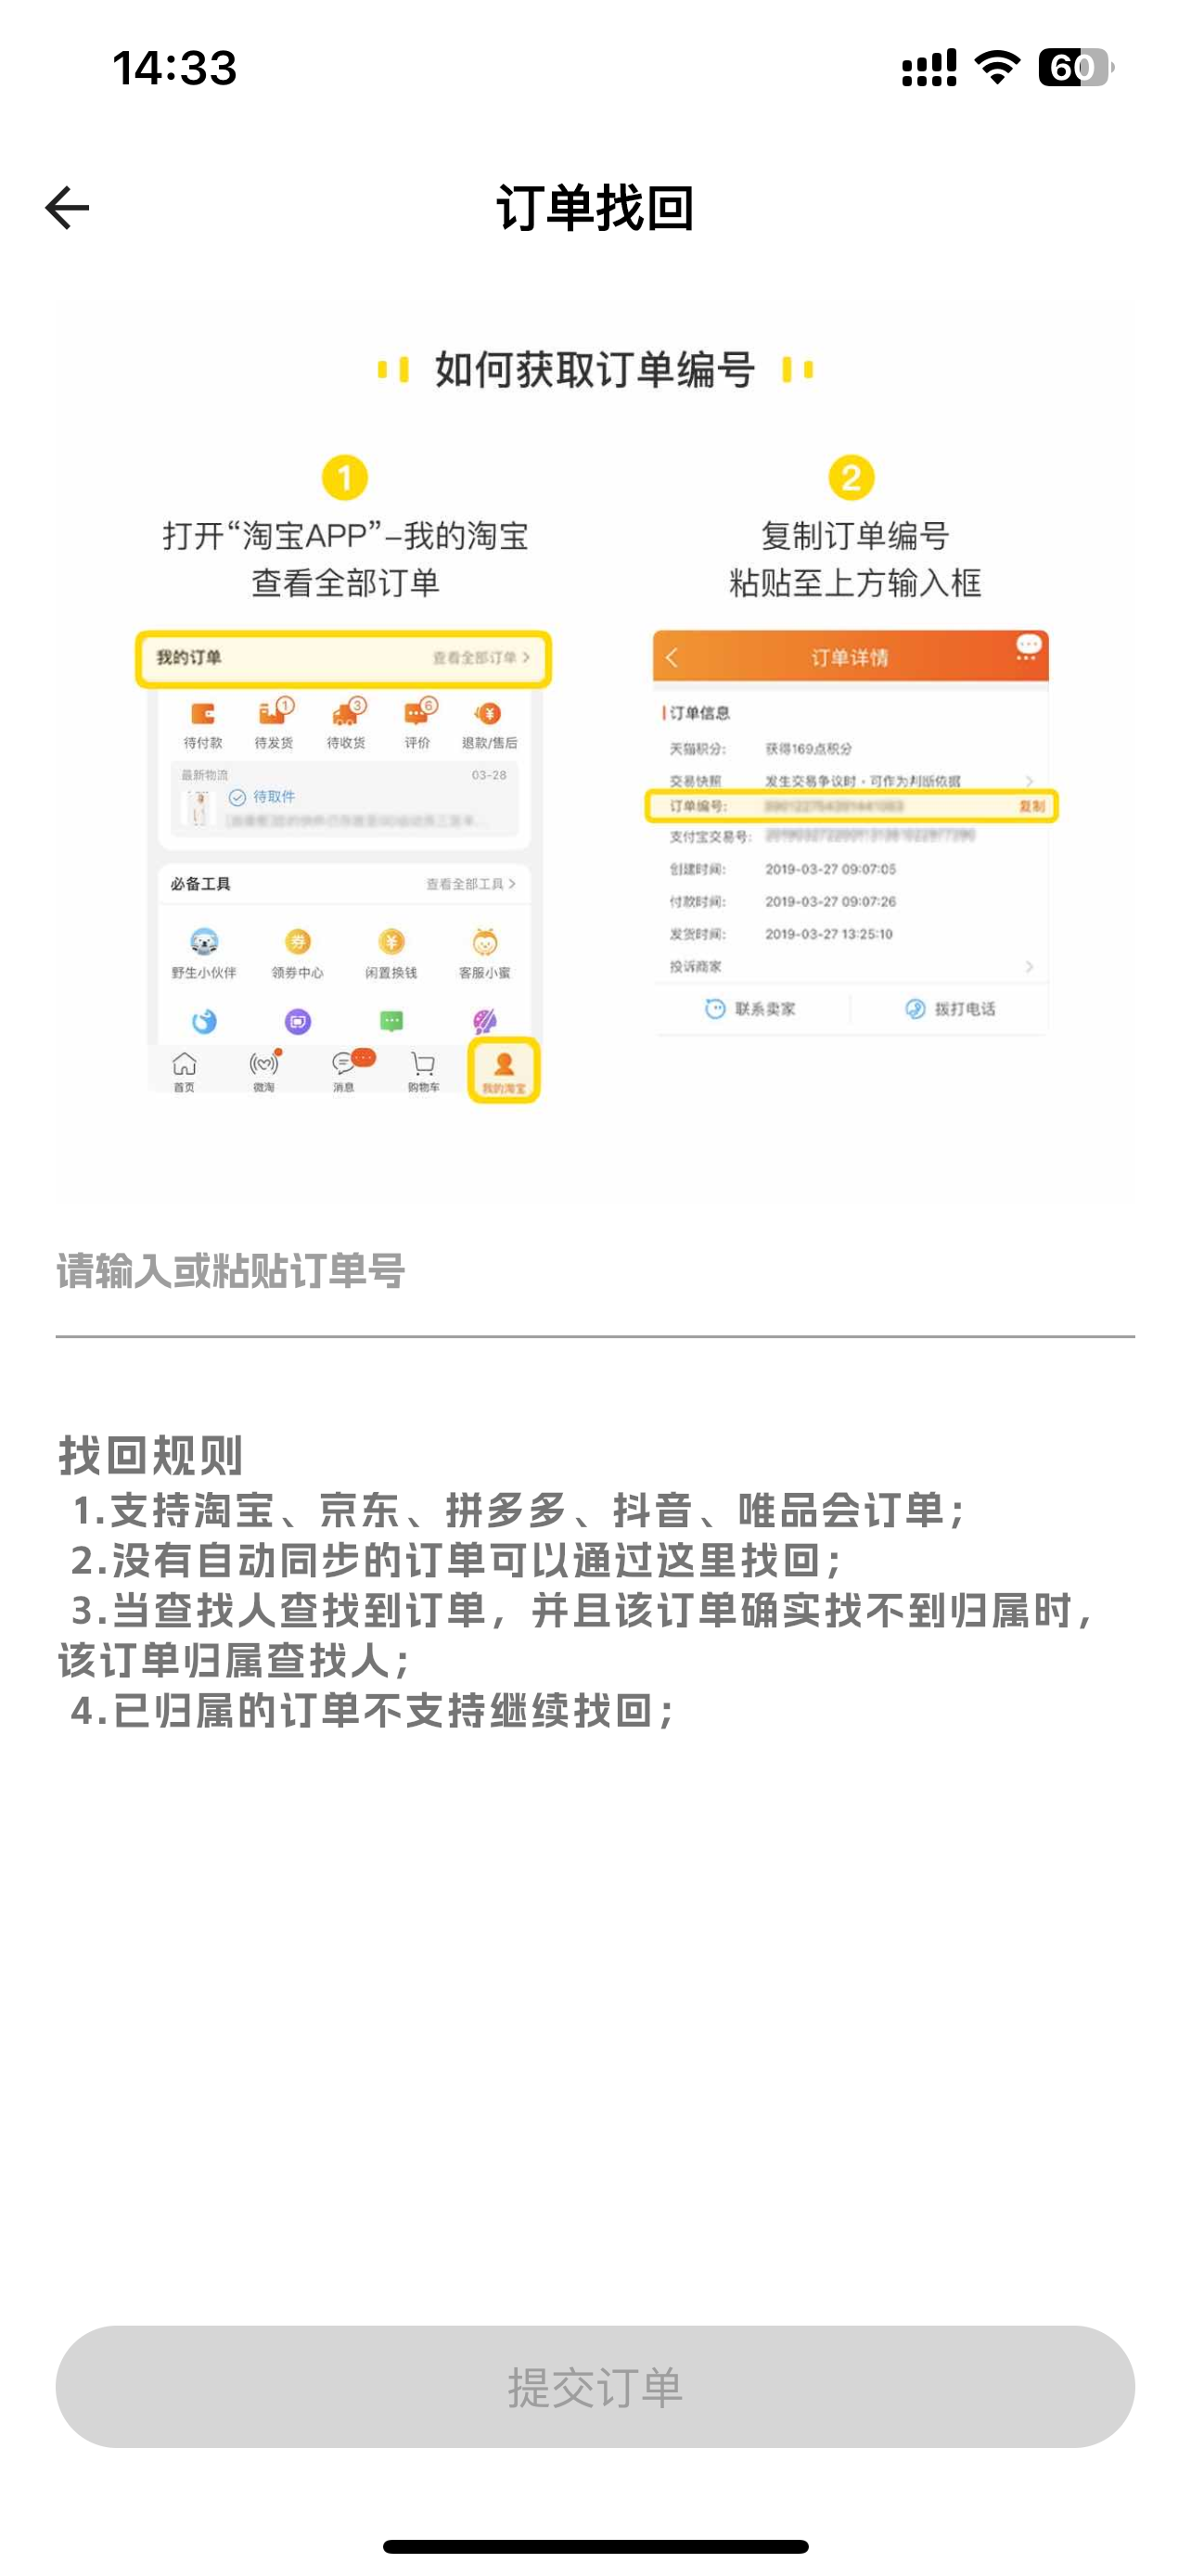 14:33
60
订单找回
如何获取订单编号
1
打开“淘宝APP”-我的淘宝
查看全部订单
我的订单 查看全部订单
1 3 6
待付款 待发货 待收货 评价 退款/售后
最新物流 03-28
待取件
必备工具 查看全部工具
券
野生小伙伴 领券中心 闲置换钱 客服小蜜
首页 微淘 消息 购物车 我的淘宝
2
复制订单编号
粘贴至上方输入框
订单详情
订单信息
天猫积分: 获得169点积分
交易快照 发生交易争议时,可作为判断依据
订单编号: 复制
支付宝交易号:
创建时间: 2019-03-27 09:07:05
付款时间: 2019-03-27 09:07:26
发货时间: 2019-03-27 13:25:10
投诉商家
联系卖家 拨打电话
请输入或粘贴订单号
找回规则
1.支持淘宝、京东、拼多多、抖音、唯品会订单;
2.没有自动同步的订单可以通过这里找回;
3.当查找人查找到订单，并且该订单确实找不到归属时，
该订单归属查找人;
4.已归属的订单不支持继续找回;
提交订单